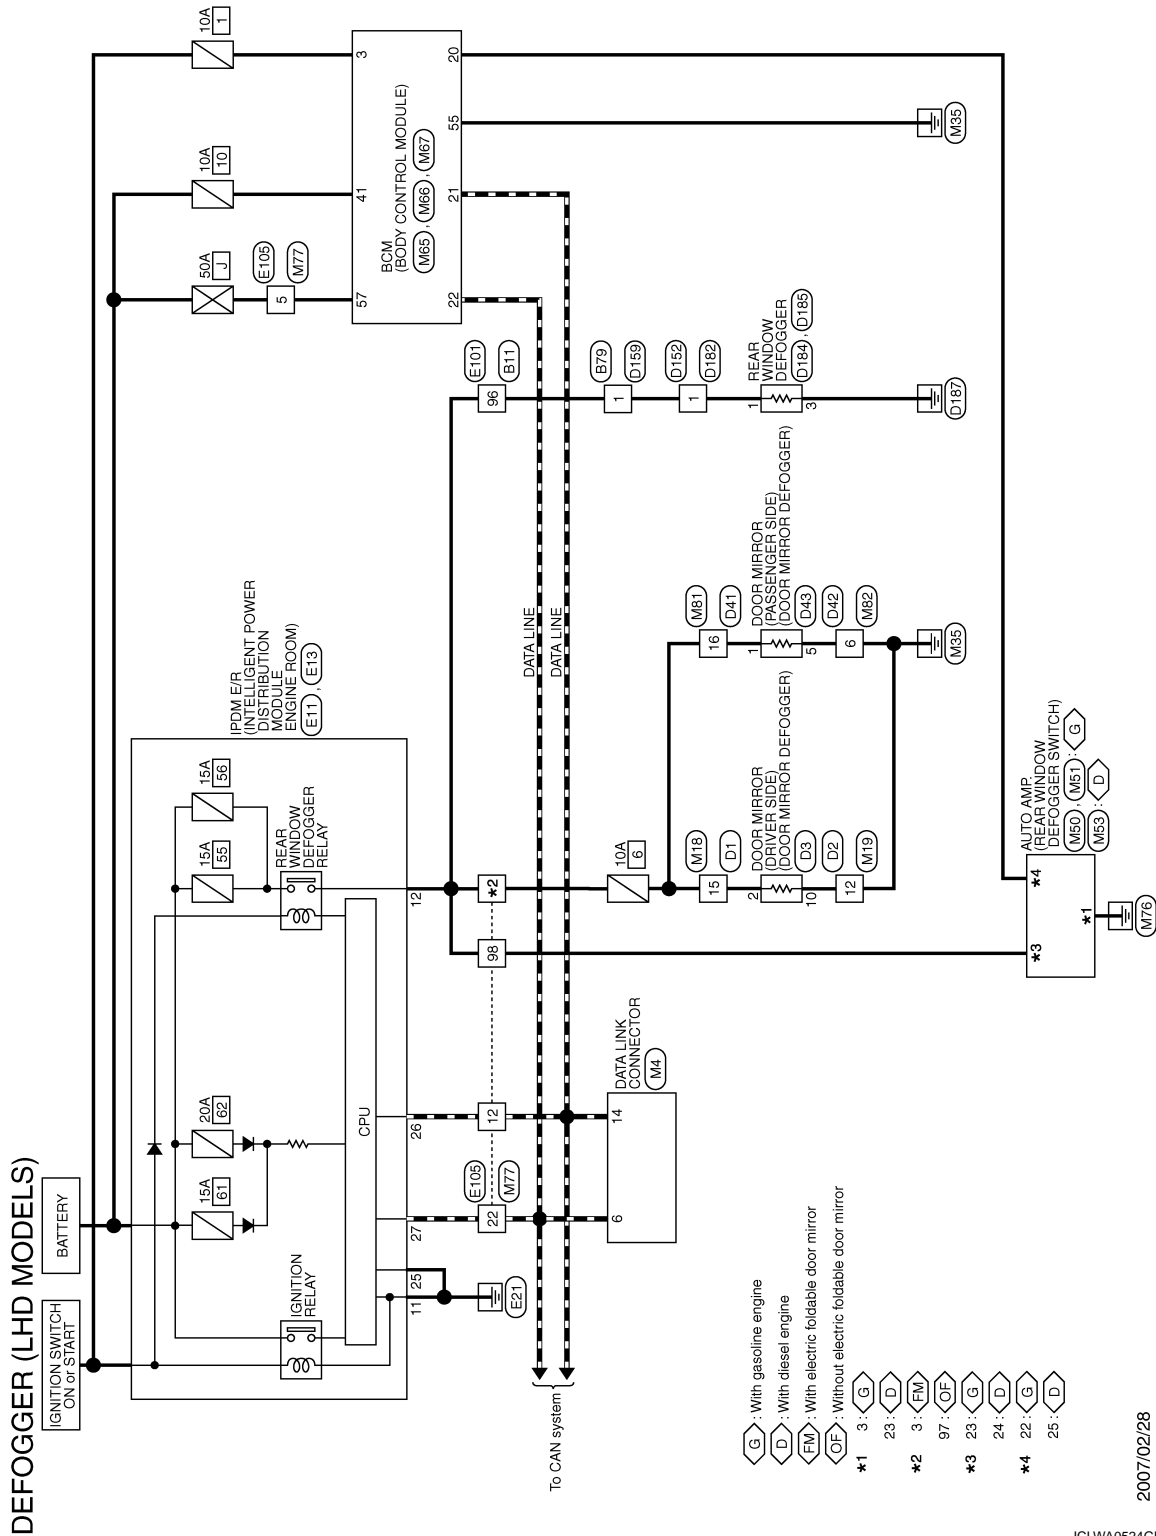 DEFOGGER (LHD MODELS)
IGNITION SWITCH
ON or START
BATTERY
10A
1
10A
10
50A
J
E105
M77
5
3
41
57
BCM
(BODY CONTROL MODULE)
M65 , M66 , M67
20
55
21
22
IPDM E/R
(INTELLIGENT POWER
DISTRIBUTION
MODULE
ENGINE ROOM)
E11 , E13
IGNITION
RELAY
15A
61
20A
62
15A
55
15A
56
REAR
WINDOW
DEFOGGER
RELAY
CPU
11
25
27
26
12
E21
E105
M77
22
12
98
*2
E101
B11
96
DATA LINE
DATA LINE
To CAN system
B79
D159
1
D152
D182
1
REAR
WINDOW
DEFOGGER
D184 , D185
1
3
D187
M35
DATA LINK
CONNECTOR
M4
6
14
10A
6
M18
D1
15
DOOR MIRROR
(DRIVER SIDE)
(DOOR MIRROR DEFOGGER)
2
10
D3
D2
12
M19
M81
D41
16
DOOR MIRROR
(PASSENGER SIDE)
(DOOR MIRROR DEFOGGER)
1
5
D43
D42
6
M82
M35
AUTO AMP.
(REAR WINDOW
DEFOGGER SWITCH)
M50 , M51 : G
M53 : D
*3
*4
*1
M76
G : With gasoline engine
D : With diesel engine
FM : With electric foldable door mirror
OF : Without electric foldable door mirror
*1 3 : G
23 : D
*2 3 : FM
97 : OF
*3 23 : G
24 : D
*4 22 : G
25 : D
2007/02/28